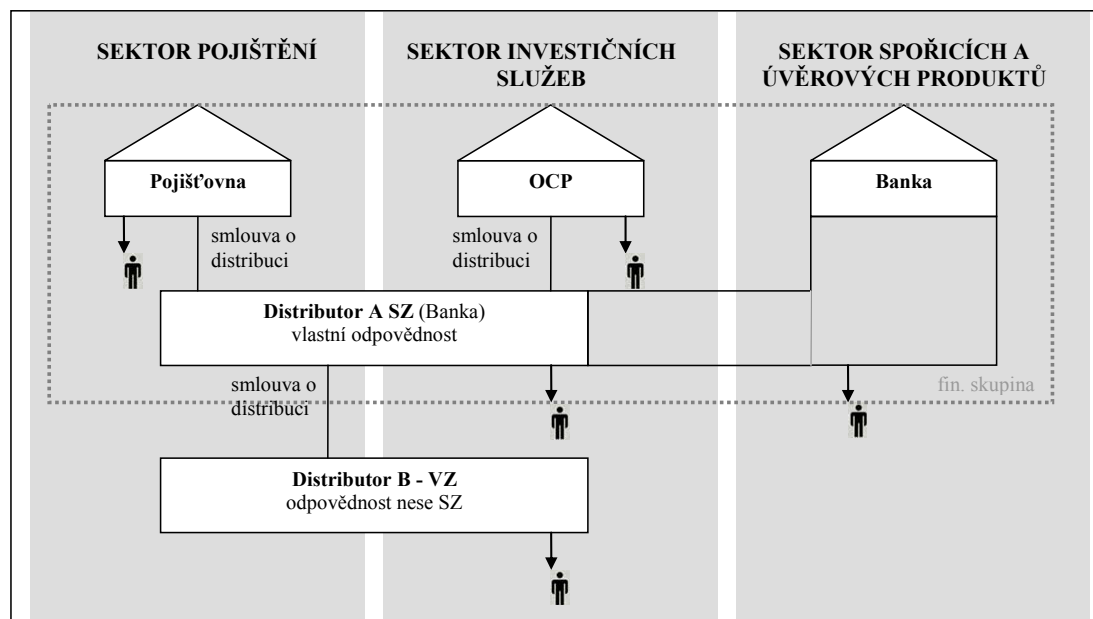 SEKTOR POJIŠTĚNÍ
SEKTOR INVESTIČNÍCH
SLUŽEB
SEKTOR SPOŘICÍCH A
ÚVĚROVÝCH PRODUKTŮ
Pojišťovna
OCP
Banka
smlouva o
distribuci
smlouva o
distribuci
Distributor A SZ (Banka)
vlastní odpovědnost
smlouva o
distribuci
fin. skupina
Distributor B - VZ
odpovědnost nese SZ